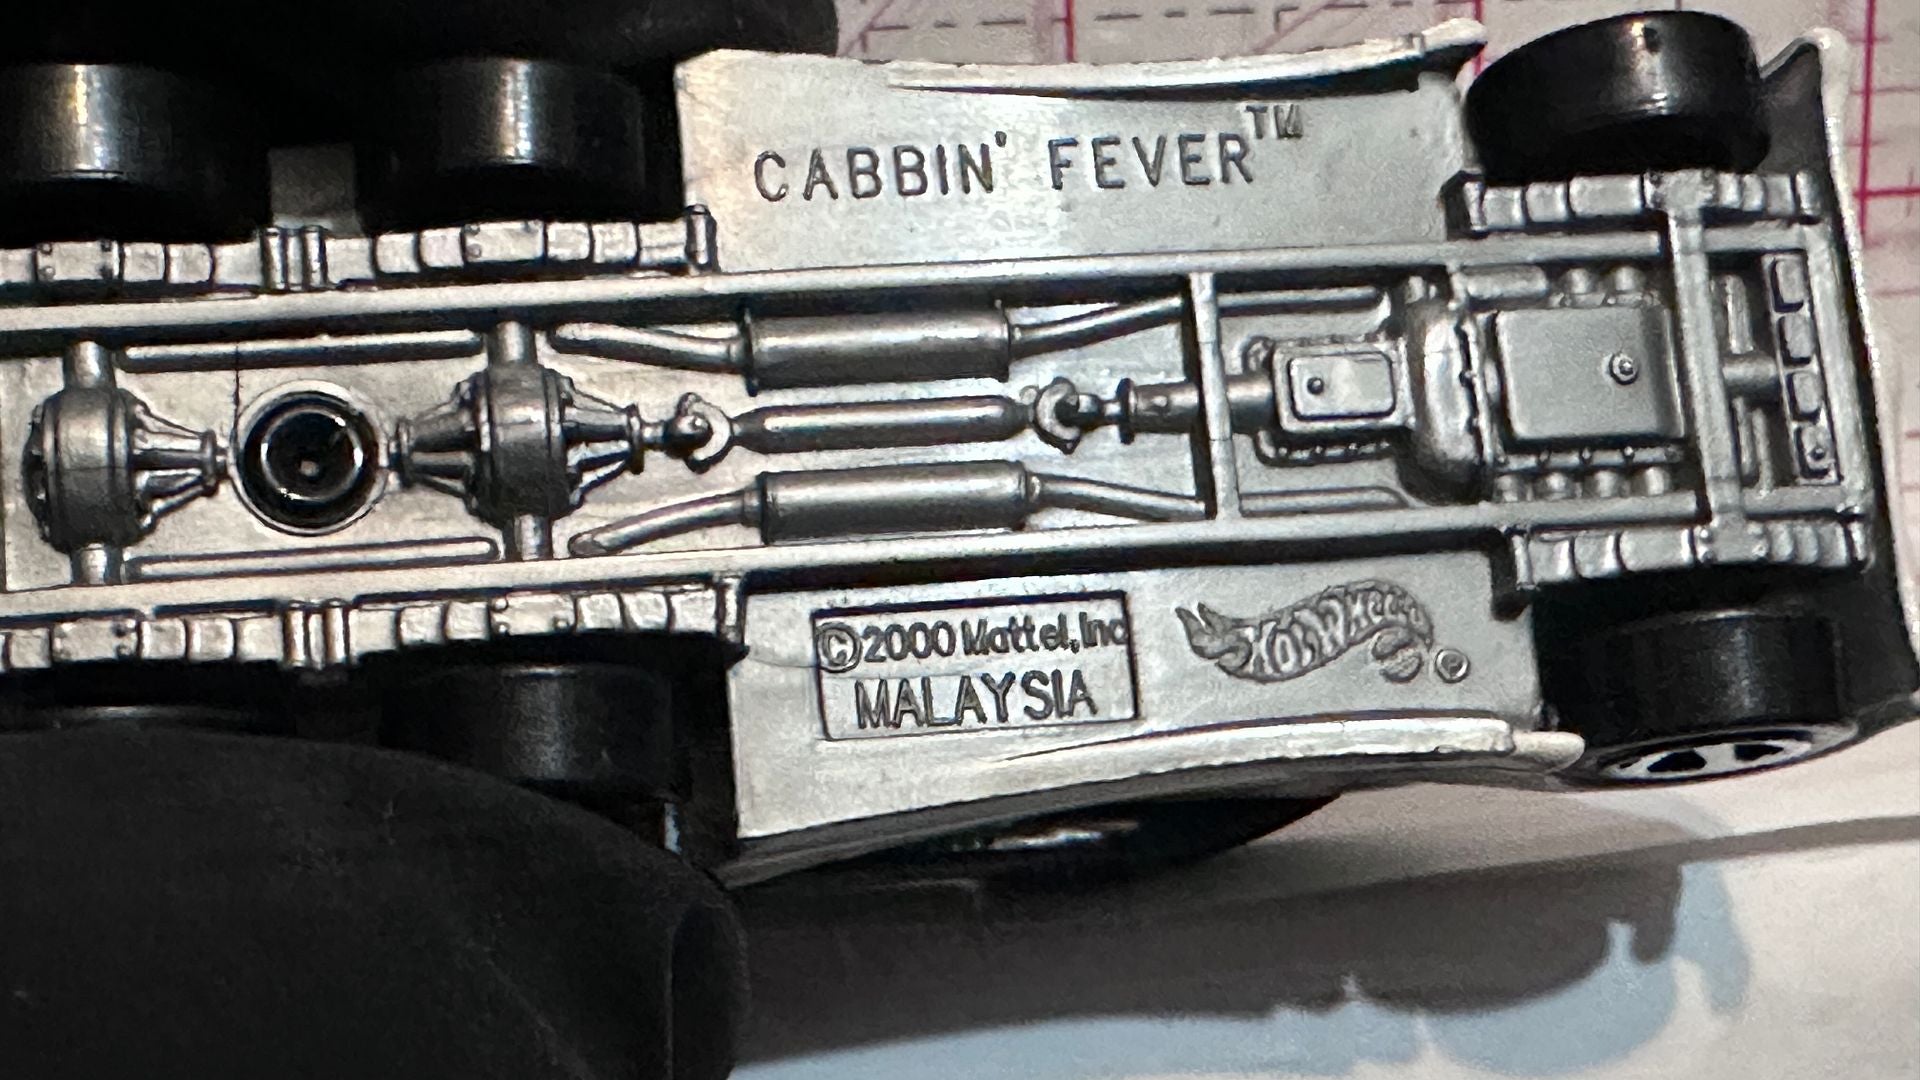 CABBIN' FEVER™
©2000 Mattel, Inc
MALAYSIA
Hot Wheels ®